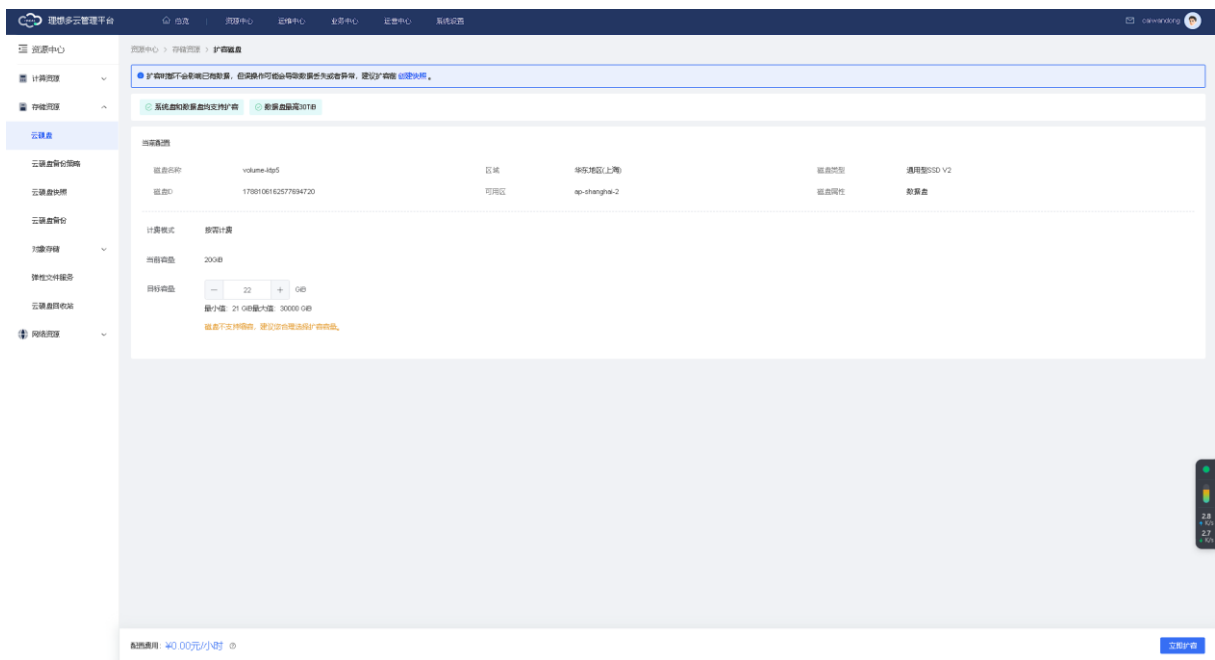 理想多云管理平台 总览 资源中心 运维中心 业务中心 运营中心 系统设置
资源中心
资源中心 > 存储资源 > 扩容磁盘
计算资源
扩容时都不会影响已有数据，但误操作可能会导致数据丢失或者异常，建议扩容前 创建快照 。
存储资源
系统盘和数据盘均支持扩容 数据盘最高30TiB
云硬盘
当前配置
云硬盘备份策略
磁盘名称 区域 华东地区(上海) 磁盘类型 通用型SSD V2
云硬盘快照
磁盘ID 1788106162577694720 可用区 ap-shanghai-2 磁盘属性 数据盘
云硬盘备份
计费模式 按需计费
对象存储
当前容量 20GiB
弹性文件服务
目标容量 − 22 + GiB
云硬盘回收站
最小值: 21 GiB最大值: 30000 GiB
磁盘不支持缩容，建议您合理选择扩容容量。
网络资源
2.8
K/s
2.7
K/s
配置费用: ¥0.00元/小时
立即扩容